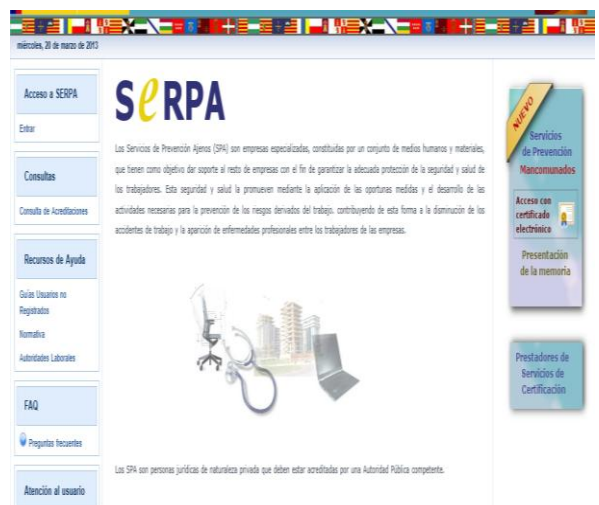 miércoles, 20 de marzo de 2013
Acceso a SERPA
Entrar
Consultas
Consulta de Acreditaciones
Recursos de Ayuda
Guías Usuarios no
Registrados
Normativa
Autoridades Laborales
FAQ
Preguntas frecuentes
Atención al usuario
SeRPA
Los Servicios de Prevención Ajenos (SPA) son empresas especializadas, constituidas por un conjunto de medios humanos y materiales,
que tienen como objetivo dar soporte al resto de empresas con el fin de garantizar la adecuada protección de la seguridad y salud de
los trabajadores. Esta seguridad y salud la promueven mediante la aplicación de las oportunas medidas y el desarrollo de las
actividades necesarias para la prevención de los riesgos derivados del trabajo. contribuyendo de esta forma a la disminución de los
accidentes de trabajo y la aparición de enfermedades profesionales entre los trabajadores de las empresas.
Los SPA son personas jurídicas de naturaleza privada que deben estar acreditadas por una Autoridad Pública competente.
NUEVO
Servicios
de Prevención
Mancomunados
Acceso con
certificado
electrónico
Presentación
de la memoria
Prestadores de
Servicios de
Certificación